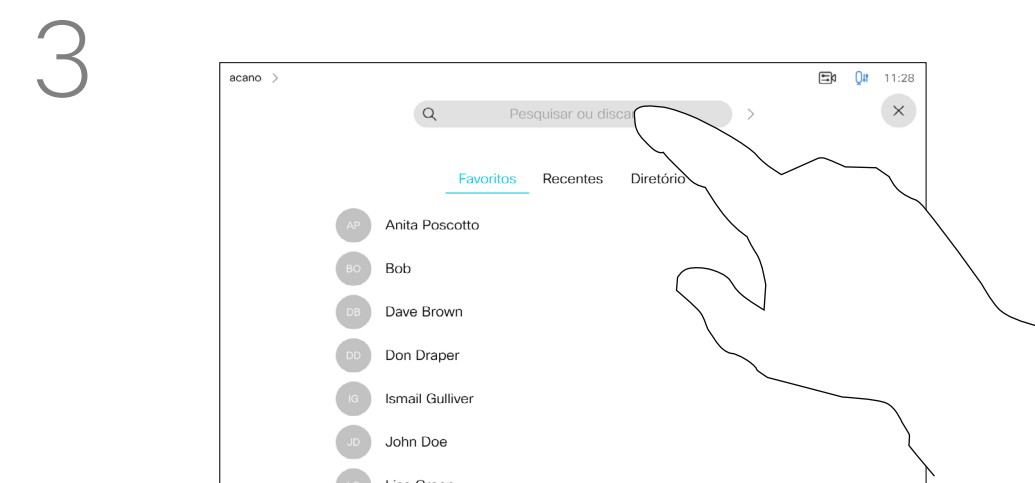 3
acano >
11:28
Pesquisar ou discar
Favoritos Recentes Diretório
AP Anita Poscotto
BO Bob
DB Dave Brown
DD Don Draper
IG Ismail Gulliver
JD John Doe